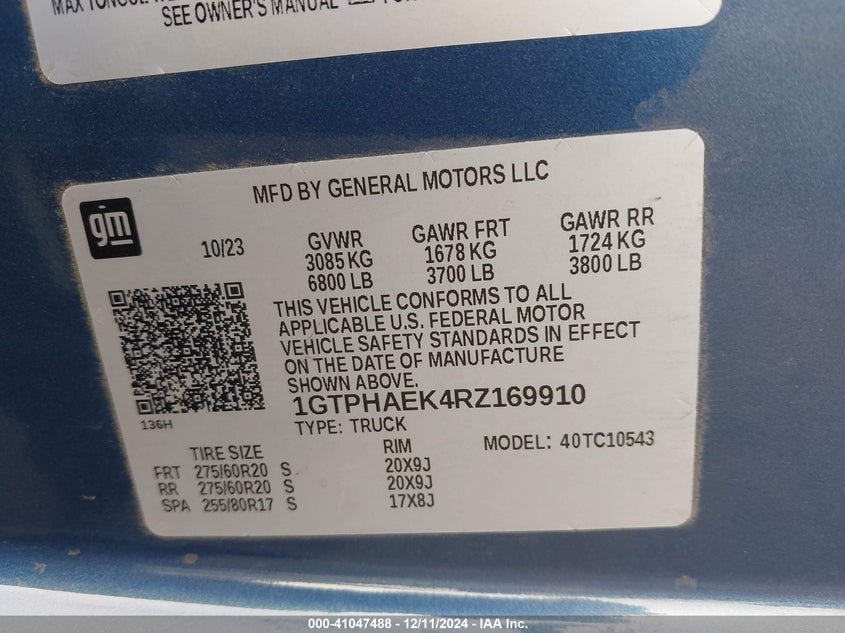 SEE OWNER'S MANUAL
MFD BY GENERAL MOTORS LLC
gm
10/23
GVWR GAWR FRT GAWR RR
3085 KG 1678 KG 1724 KG
6800 LB 3700 LB 3800 LB
THIS VEHICLE CONFORMS TO ALL
APPLICABLE U.S. FEDERAL MOTOR
VEHICLE SAFETY STANDARDS IN EFFECT
ON THE DATE OF MANUFACTURE
SHOWN ABOVE.
1GTPHAEK4RZ169910
136H
TYPE: TRUCK
MODEL: 40TC10543
TIRE SIZE RIM
FRT 275/60R20 S 20X9J
RR 275/60R20 S 20X9J
SPA 255/80R17 S 17X8J
000-41047488 - 12/11/2024 - IAA Inc.